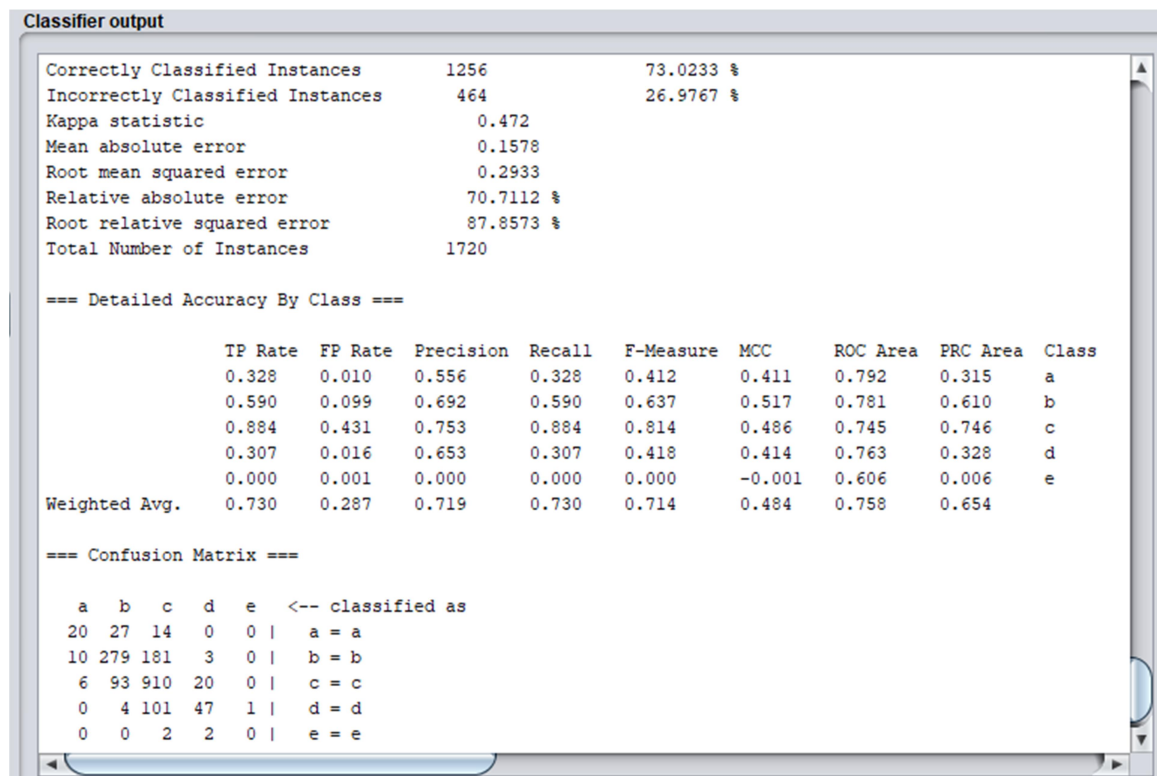 Classifier output
Correctly Classified Instances 1256 73.0233 %
Incorrectly Classified Instances 464 26.9767 %
Kappa statistic 0.472
Mean absolute error 0.1578
Root mean squared error 0.2933
Relative absolute error 70.7112 %
Root relative squared error 87.8573 %
Total Number of Instances 1720
=== Detailed Accuracy By Class ===
TP Rate FP Rate Precision Recall F-Measure MCC ROC Area PRC Area Class
0.328 0.010 0.556 0.328 0.412 0.411 0.792 0.315 a
0.590 0.099 0.692 0.590 0.637 0.517 0.781 0.610 b
0.884 0.431 0.753 0.884 0.814 0.486 0.745 0.746 c
0.307 0.016 0.653 0.307 0.418 0.414 0.763 0.328 d
0.000 0.001 0.000 0.000 0.000 -0.001 0.606 0.006 e
Weighted Avg. 0.730 0.287 0.719 0.730 0.714 0.484 0.758 0.654
=== Confusion Matrix ===
a b c d e <-- classified as
20 27 14 0 0 | a = a
10 279 181 3 0 | b = b
6 93 910 20 0 | c = c
0 4 101 47 1 | d = d
0 0 2 2 0 | e = e